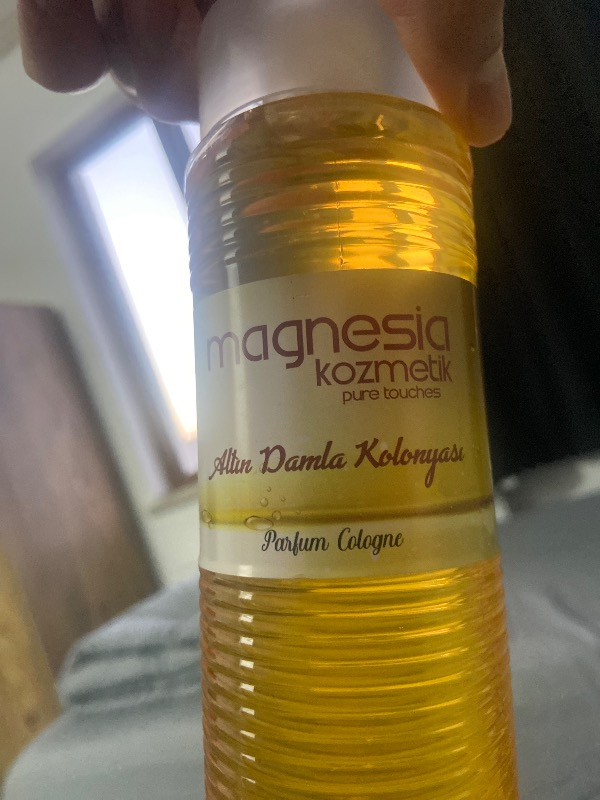 magnesia
kozmetik
pure touches
Altın Damla Kolonyası
Parfum Cologne